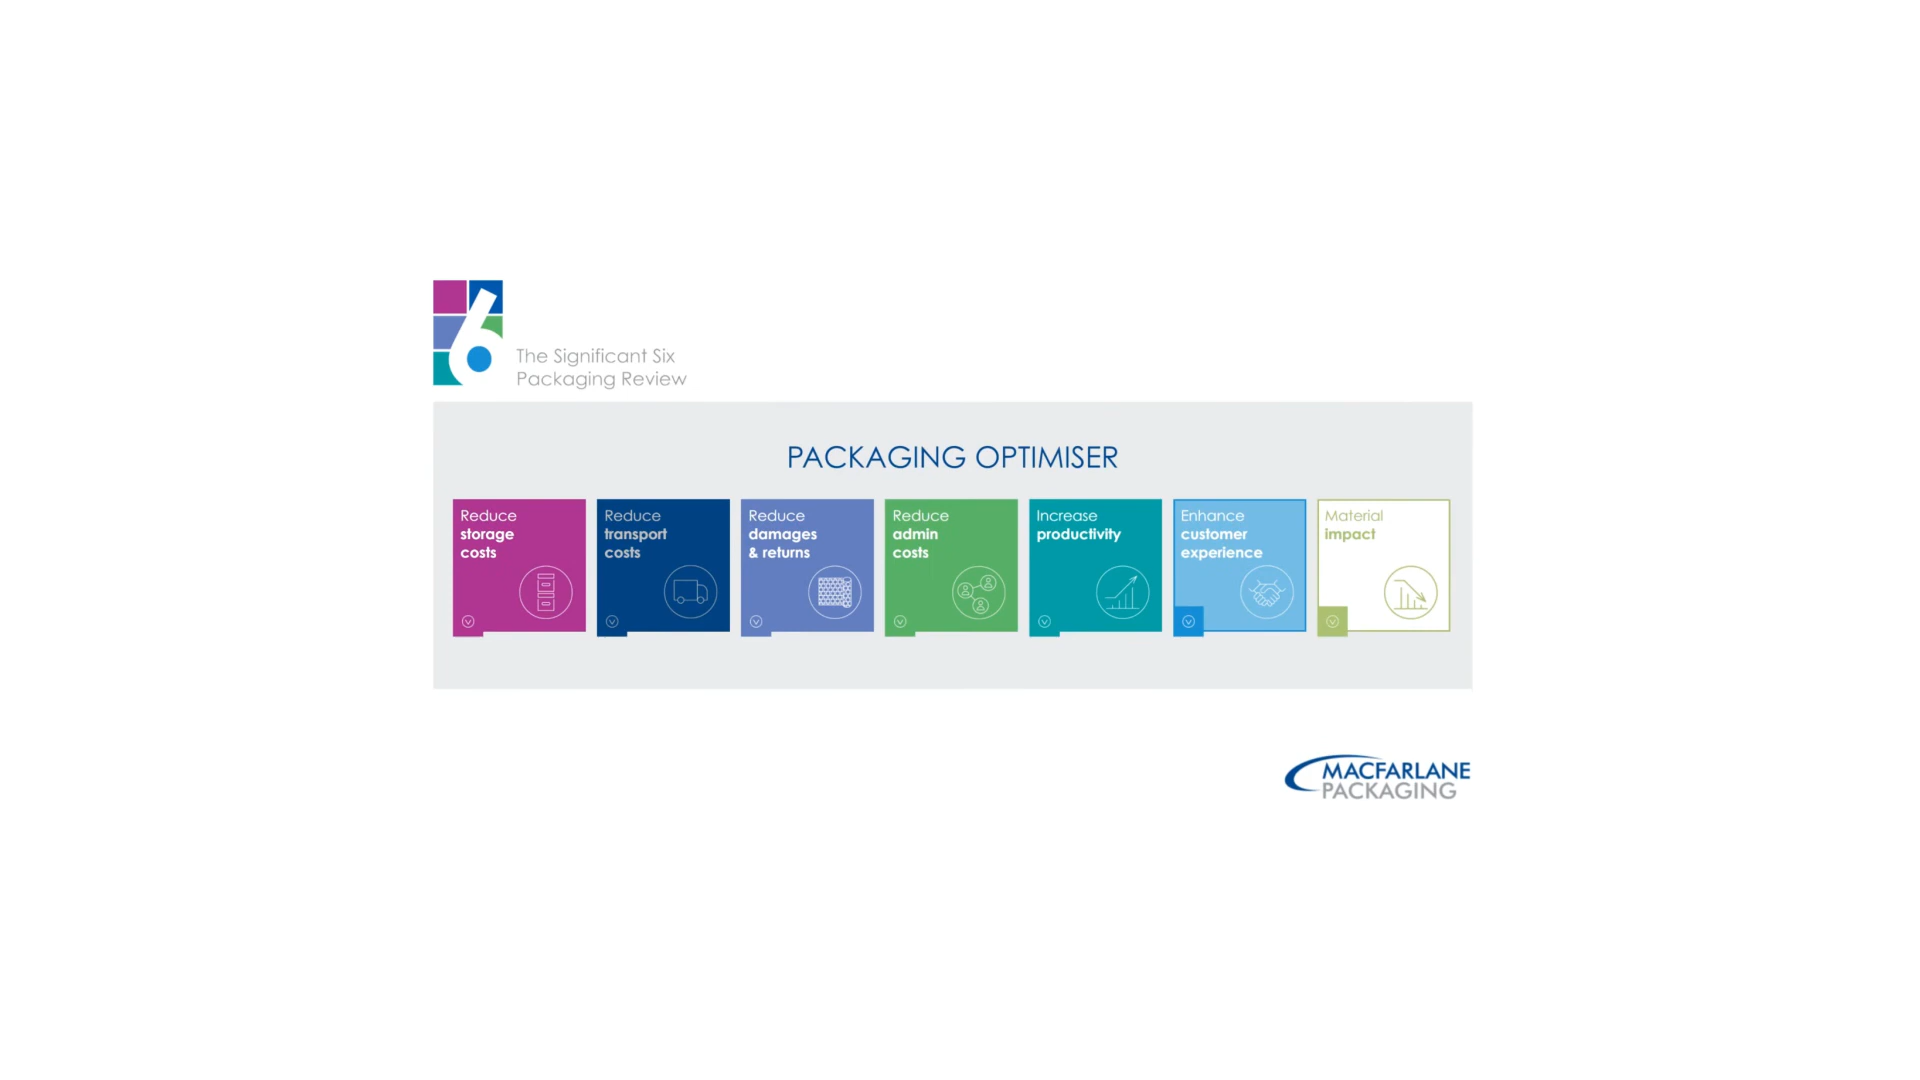 6
The Significant Six
Packaging Review
PACKAGING OPTIMISER
Reduce
storage
costs
Reduce
transport
costs
Reduce
damages
& returns
Reduce
admin
costs
Increase
productivity
Enhance
customer
experience
Material
impact
MACFARLANE
PACKAGING